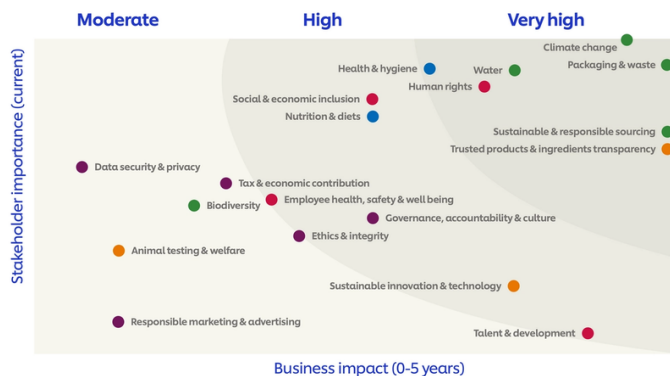 Moderate
High
Very high
Stakeholder importance (current)
Climate change
Packaging & waste
Health & hygiene
Water
Human rights
Social & economic inclusion
Nutrition & diets
Sustainable & responsible sourcing
Trusted products & ingredients transparency
Data security & privacy
Tax & economic contribution
Employee health, safety & well being
Biodiversity
Governance, accountability & culture
Ethics & integrity
Animal testing & welfare
Sustainable innovation & technology
Responsible marketing & advertising
Talent & development
Business impact (0-5 years)